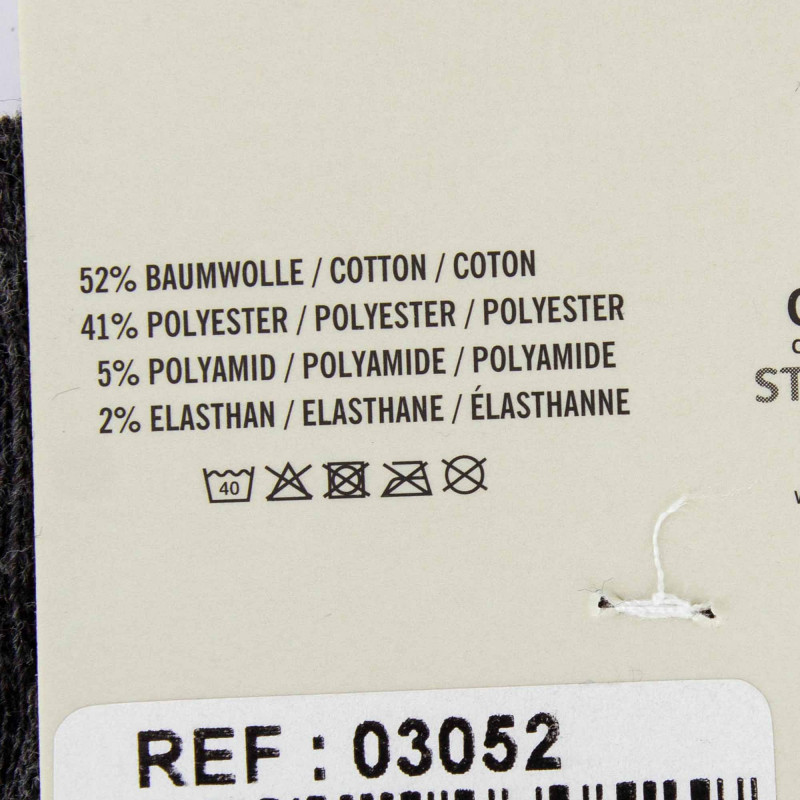 52% BAUMWOLLE / COTTON / COTON
41% POLYESTER / POLYESTER / POLYESTER
5% POLYAMID / POLYAMIDE / POLYAMIDE
2% ELASTHAN / ELASTHANE / ÉLASTHANNE
40
ST
REF : 03052